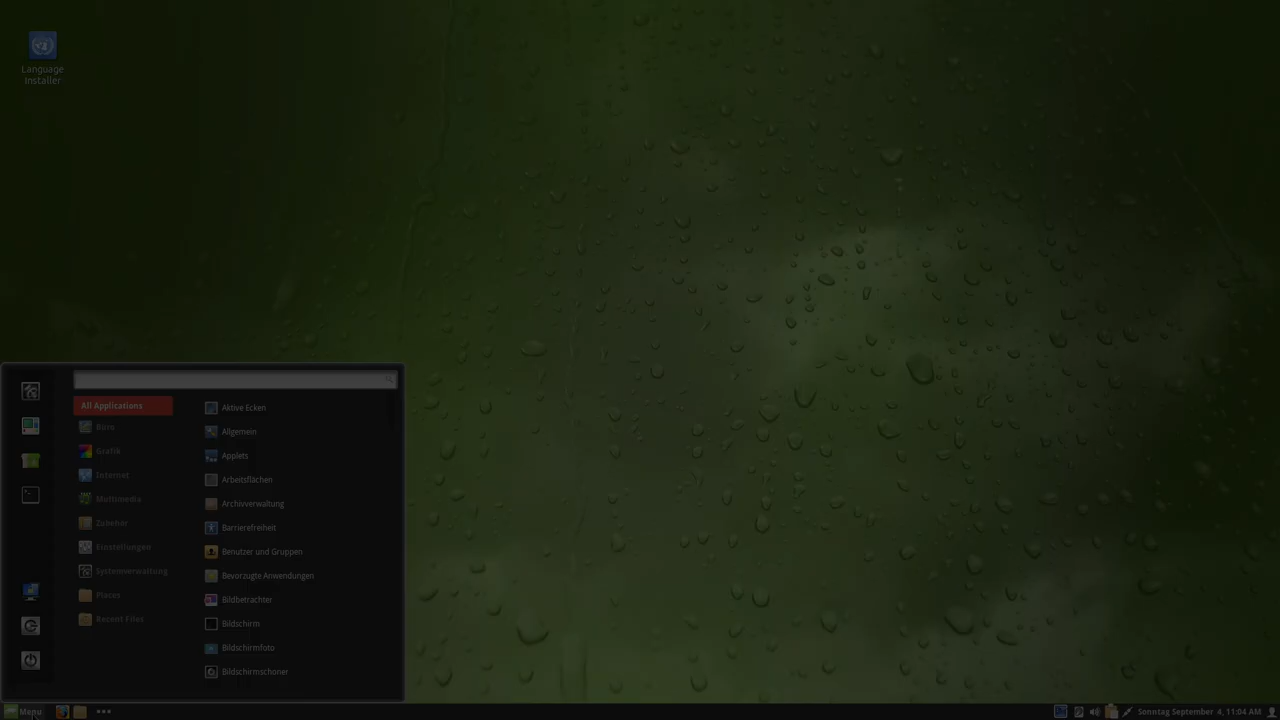 Language
installer
All Applications
Büro
Grafik
Internet
Multimedia
Zubehör
Einstellungen
Systemverwaltung
Places
Recent Files
Aktive Ecken
Allgemein
Applets
Arbeitsflächen
Archivverwaltung
Barrierefreiheit
Benutzer und Gruppen
Bevorzugte Anwendungen
Bildbetrachter
Bildschirm
Bildschirmfoto
Bildschirmschoner
Menu
Sonntag September 4, 11:04 AM